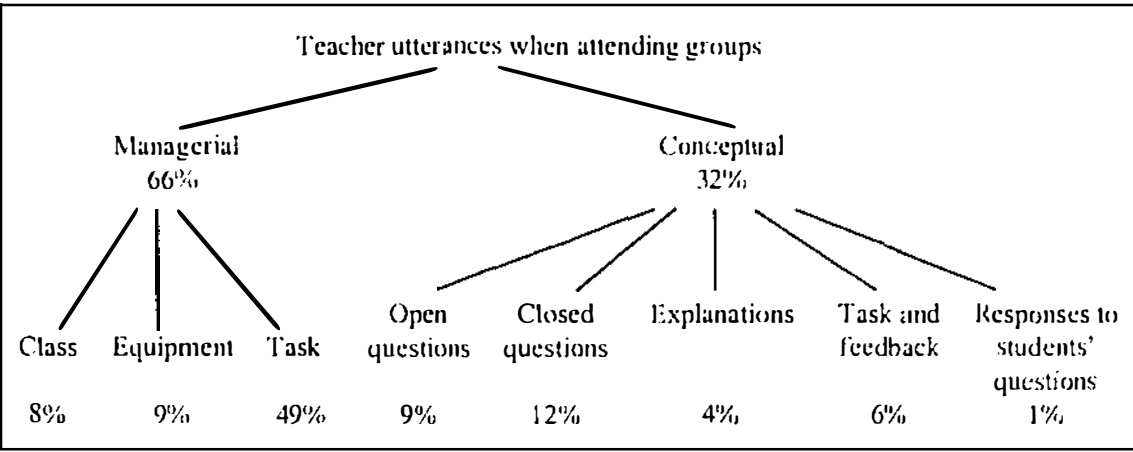 Teacher utterances when attending groups
Managerial
66%
Conceptual
32%
Class
Equipment
Task
Open
questions
Closed
questions
Explanations
Task and
feedback
Responses to
students'
questions
8%
9%
49%
9%
12%
4%
6%
1%